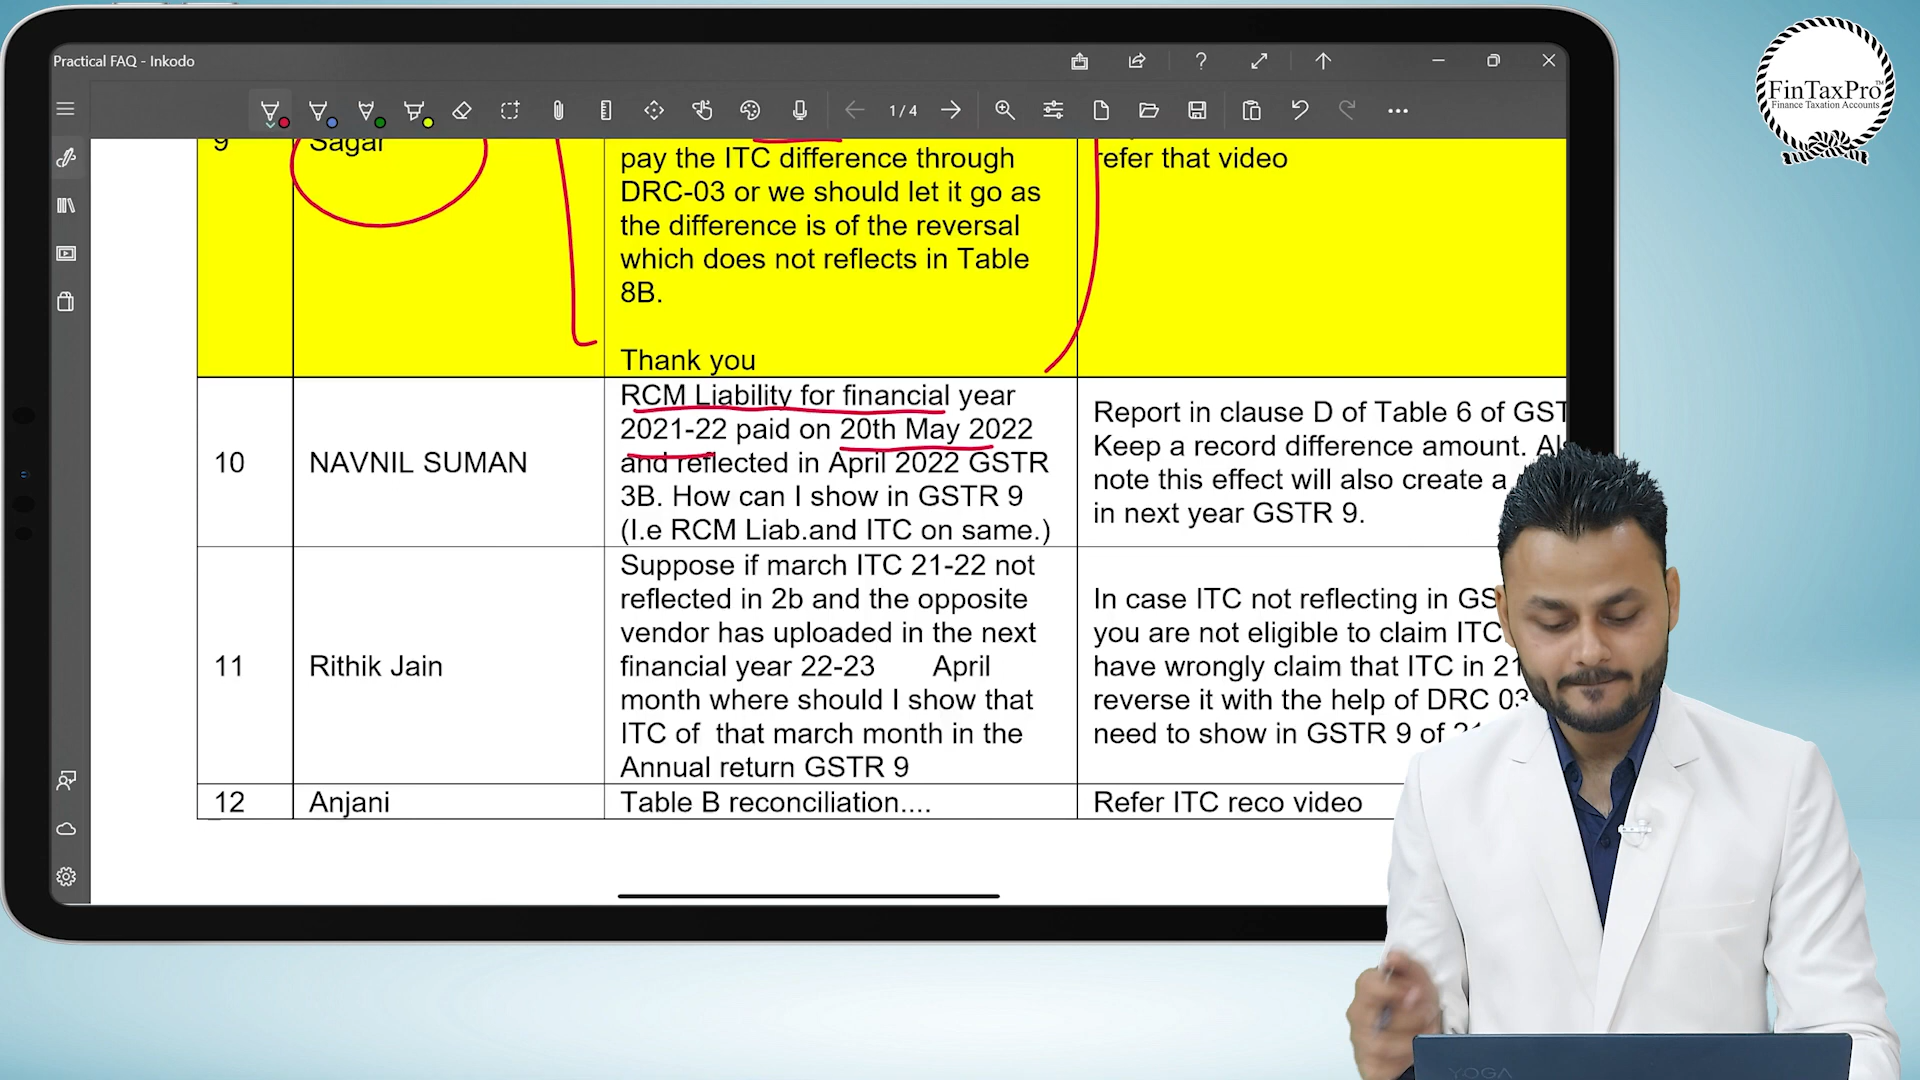 Practical FAQ - Inkodo
FinTaxPro™
Finance Taxation Accounts
1 / 4
9
Sagar
pay the ITC difference through
DRC-03 or we should let it go as
the difference is of the reversal
which does not reflects in Table
8B.
Thank you
refer that video
10
NAVNIL SUMAN
RCM Liability for financial year
2021-22 paid on 20th May 2022
and reflected in April 2022 GSTR
3B. How can I show in GSTR 9
(I.e RCM Liab.and ITC on same.)
Report in clause D of Table 6 of GST
Keep a record difference amount.
note this effect will also create a
in next year GSTR 9.
11
Rithik Jain
Suppose if march ITC 21-22 not
reflected in 2b and the opposite
vendor has uploaded in the next
financial year 22-23 April
month where should I show that
ITC of that march month in the
Annual return GSTR 9
In case ITC not reflecting in GS
you are not eligible to claim ITC
have wrongly claim that ITC in 21
reverse it with the help of DRC 03
need to show in GSTR 9 of
12
Anjani
Table B reconciliation....
Refer ITC reco video
YOGA